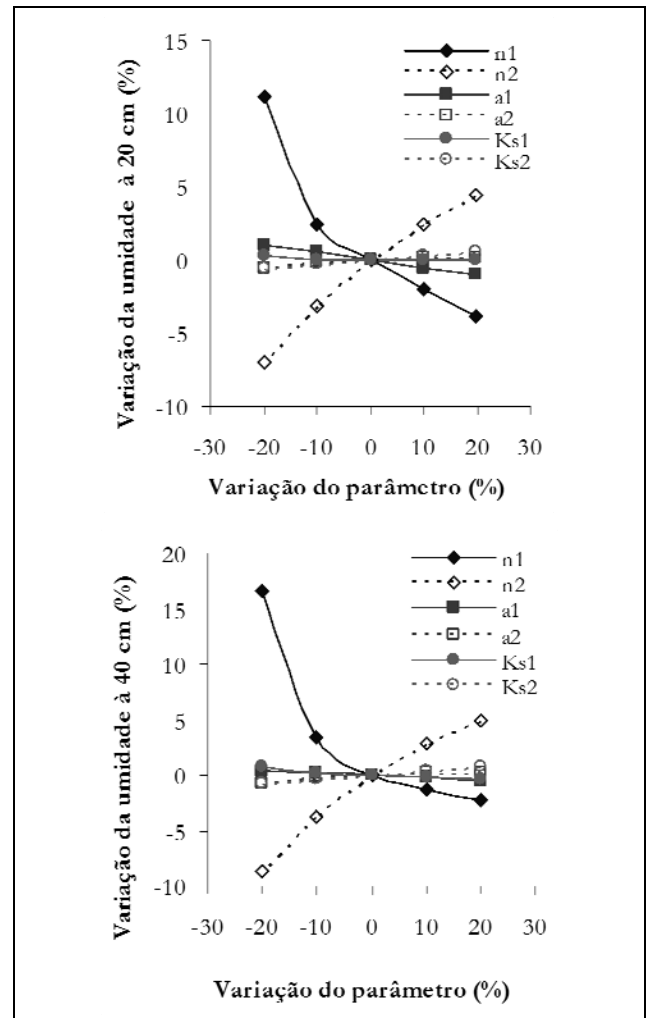 15
10
5
0
-5
-10
-30 -20 -10 0 10 20 30
Variação da umidade à 20 cm (%)
Variação do parâmetro (%)
n1
n2
a1
a2
Ks1
Ks2
20
15
10
5
0
-5
-10
-30 -20 -10 0 10 20 30
Variação da umidade à 40 cm (%)
Variação do parâmetro (%)
n1
n2
a1
a2
Ks1
Ks2